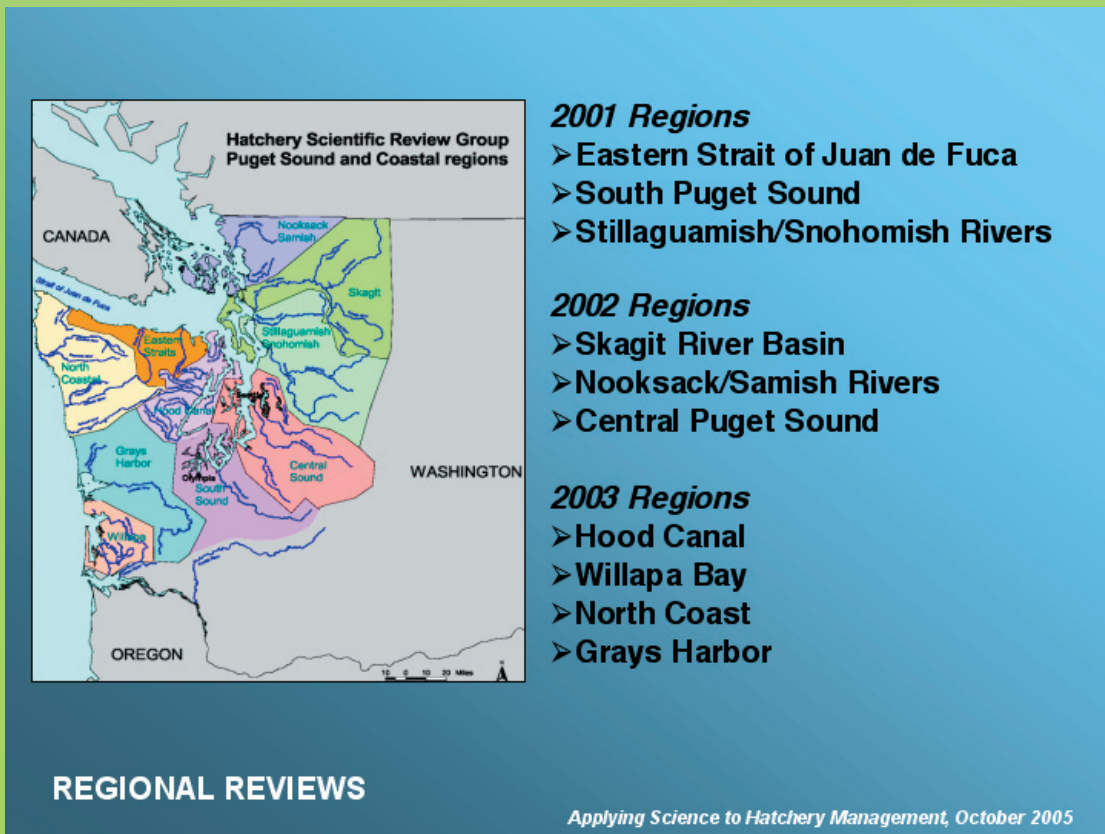 Hatchery Scientific Review Group
Puget Sound and Coastal regions
CANADA
Nooksack
Samish
Strait of Juan de Fuca
Skagit
Eastern
Straits
Stillaguamish
Snohomish
North
Coastal
Hood Canal
Seattle
Grays
Harbor
Olympia
South
Sound
Central
Sound
WASHINGTON
Willapa
OREGON
10 0 10 20 Miles
N
2001 Regions
➢Eastern Strait of Juan de Fuca
➢South Puget Sound
➢Stillaguamish/Snohomish Rivers
2002 Regions
➢Skagit River Basin
➢Nooksack/Samish Rivers
➢Central Puget Sound
2003 Regions
➢Hood Canal
➢Willapa Bay
➢North Coast
➢Grays Harbor
REGIONAL REVIEWS
Applying Science to Hatchery Management, October 2005